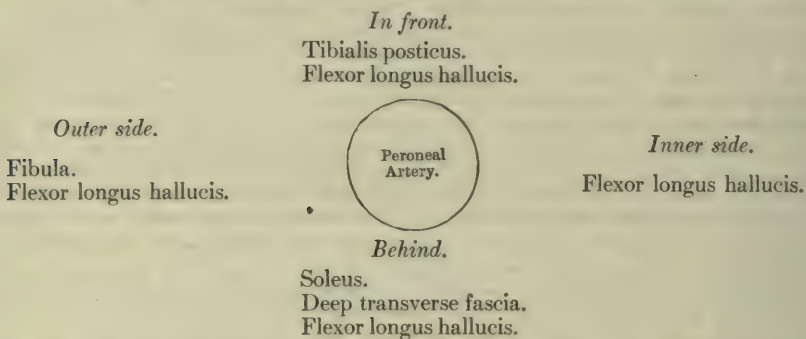 In front.
Tibialis posticus.
Flexor longus hallucis.
Outer side.
Fibula.
Flexor longus hallucis.
Peroneal
Artery.
Inner side.
Flexor longus hallucis.
Behind.
Soleus.
Deep transverse fascia.
Flexor longus hallucis.